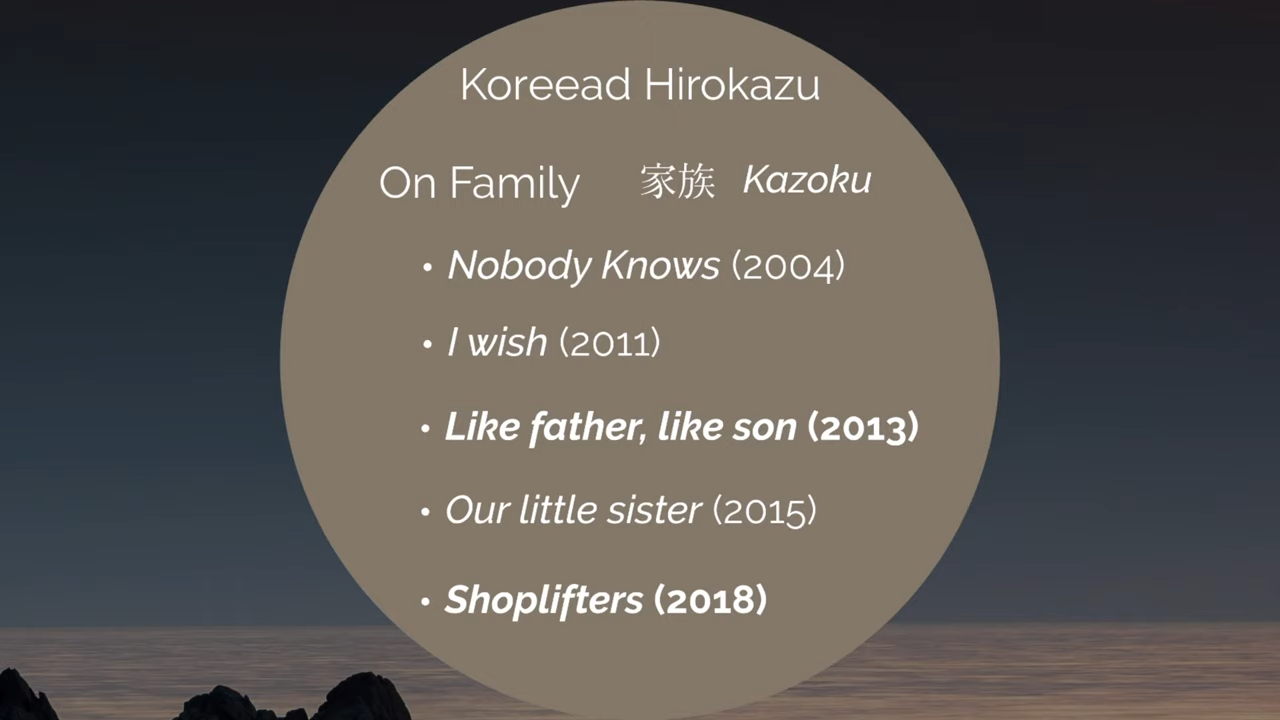 Koreead Hirokazu
On Family 家族 Kazoku
• Nobody Knows (2004)
• I wish (2011)
• Like father, like son (2013)
• Our little sister (2015)
• Shoplifters (2018)